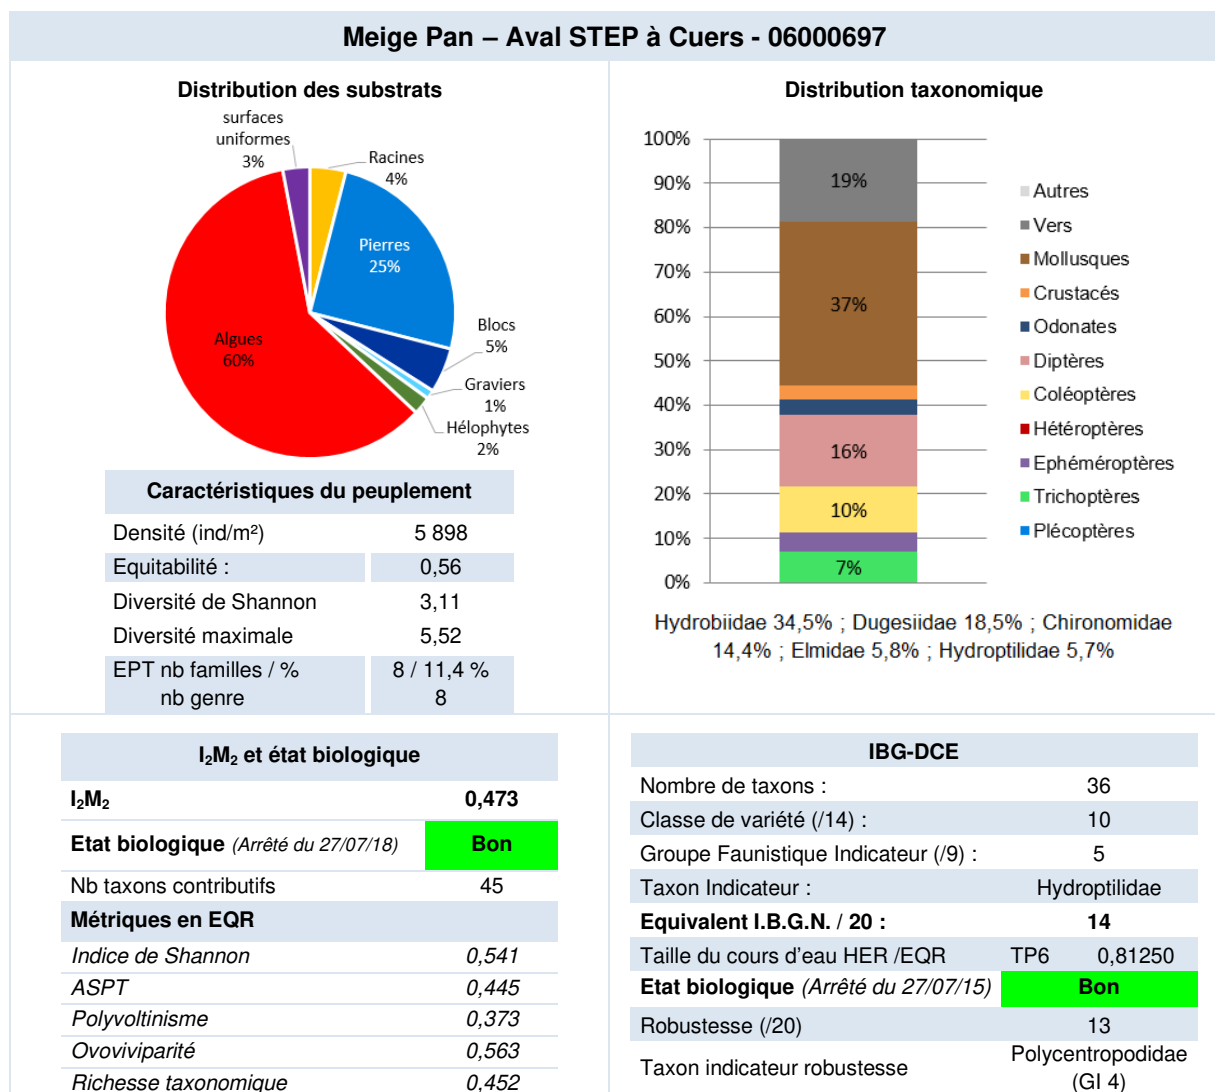 Meige Pan – Aval STEP à Cuers - 06000697
Distribution des substrats
surfaces
uniformes
3%
Racines
4%
Pierres
25%
Blocs
5%
Graviers
1%
Hélophytes
2%
Algues
60%
Caractéristiques du peuplement
Densité (ind/m²) 5 898
Equitabilité : 0,56
Diversité de Shannon 3,11
Diversité maximale 5,52
EPT nb familles / % 8 / 11,4 %
nb genre 8
Distribution taxonomique
100%
90%
80%
70%
60%
50%
40%
30%
20%
10%
0%
19%
37%
16%
10%
7%
Autres
Vers
Mollusques
Crustacés
Odonates
Diptères
Coléoptères
Hétéroptères
Ephéméroptères
Trichoptères
Plécoptères
Hydrobiidae 34,5% ; Dugesiidae 18,5% ; Chironomidae
14,4% ; Elmidae 5,8% ; Hydroptilidae 5,7%
I₂M₂ et état biologique
I₂M₂ 0,473
Etat biologique (Arrêté du 27/07/18) Bon
Nb taxons contributifs 45
Métriques en EQR
Indice de Shannon 0,541
ASPT 0,445
Polyvoltinisme 0,373
Ovoviviparité 0,563
Richesse taxonomique 0,452
IBG-DCE
Nombre de taxons : 36
Classe de variété (/14) : 10
Groupe Faunistique Indicateur (/9) : 5
Taxon Indicateur : Hydroptilidae
Equivalent I.B.G.N. / 20 : 14
Taille du cours d'eau HER /EQR TP6 0,81250
Etat biologique (Arrêté du 27/07/15) Bon
Robustesse (/20) 13
Taxon indicateur robustesse Polycentropodidae
(GI 4)